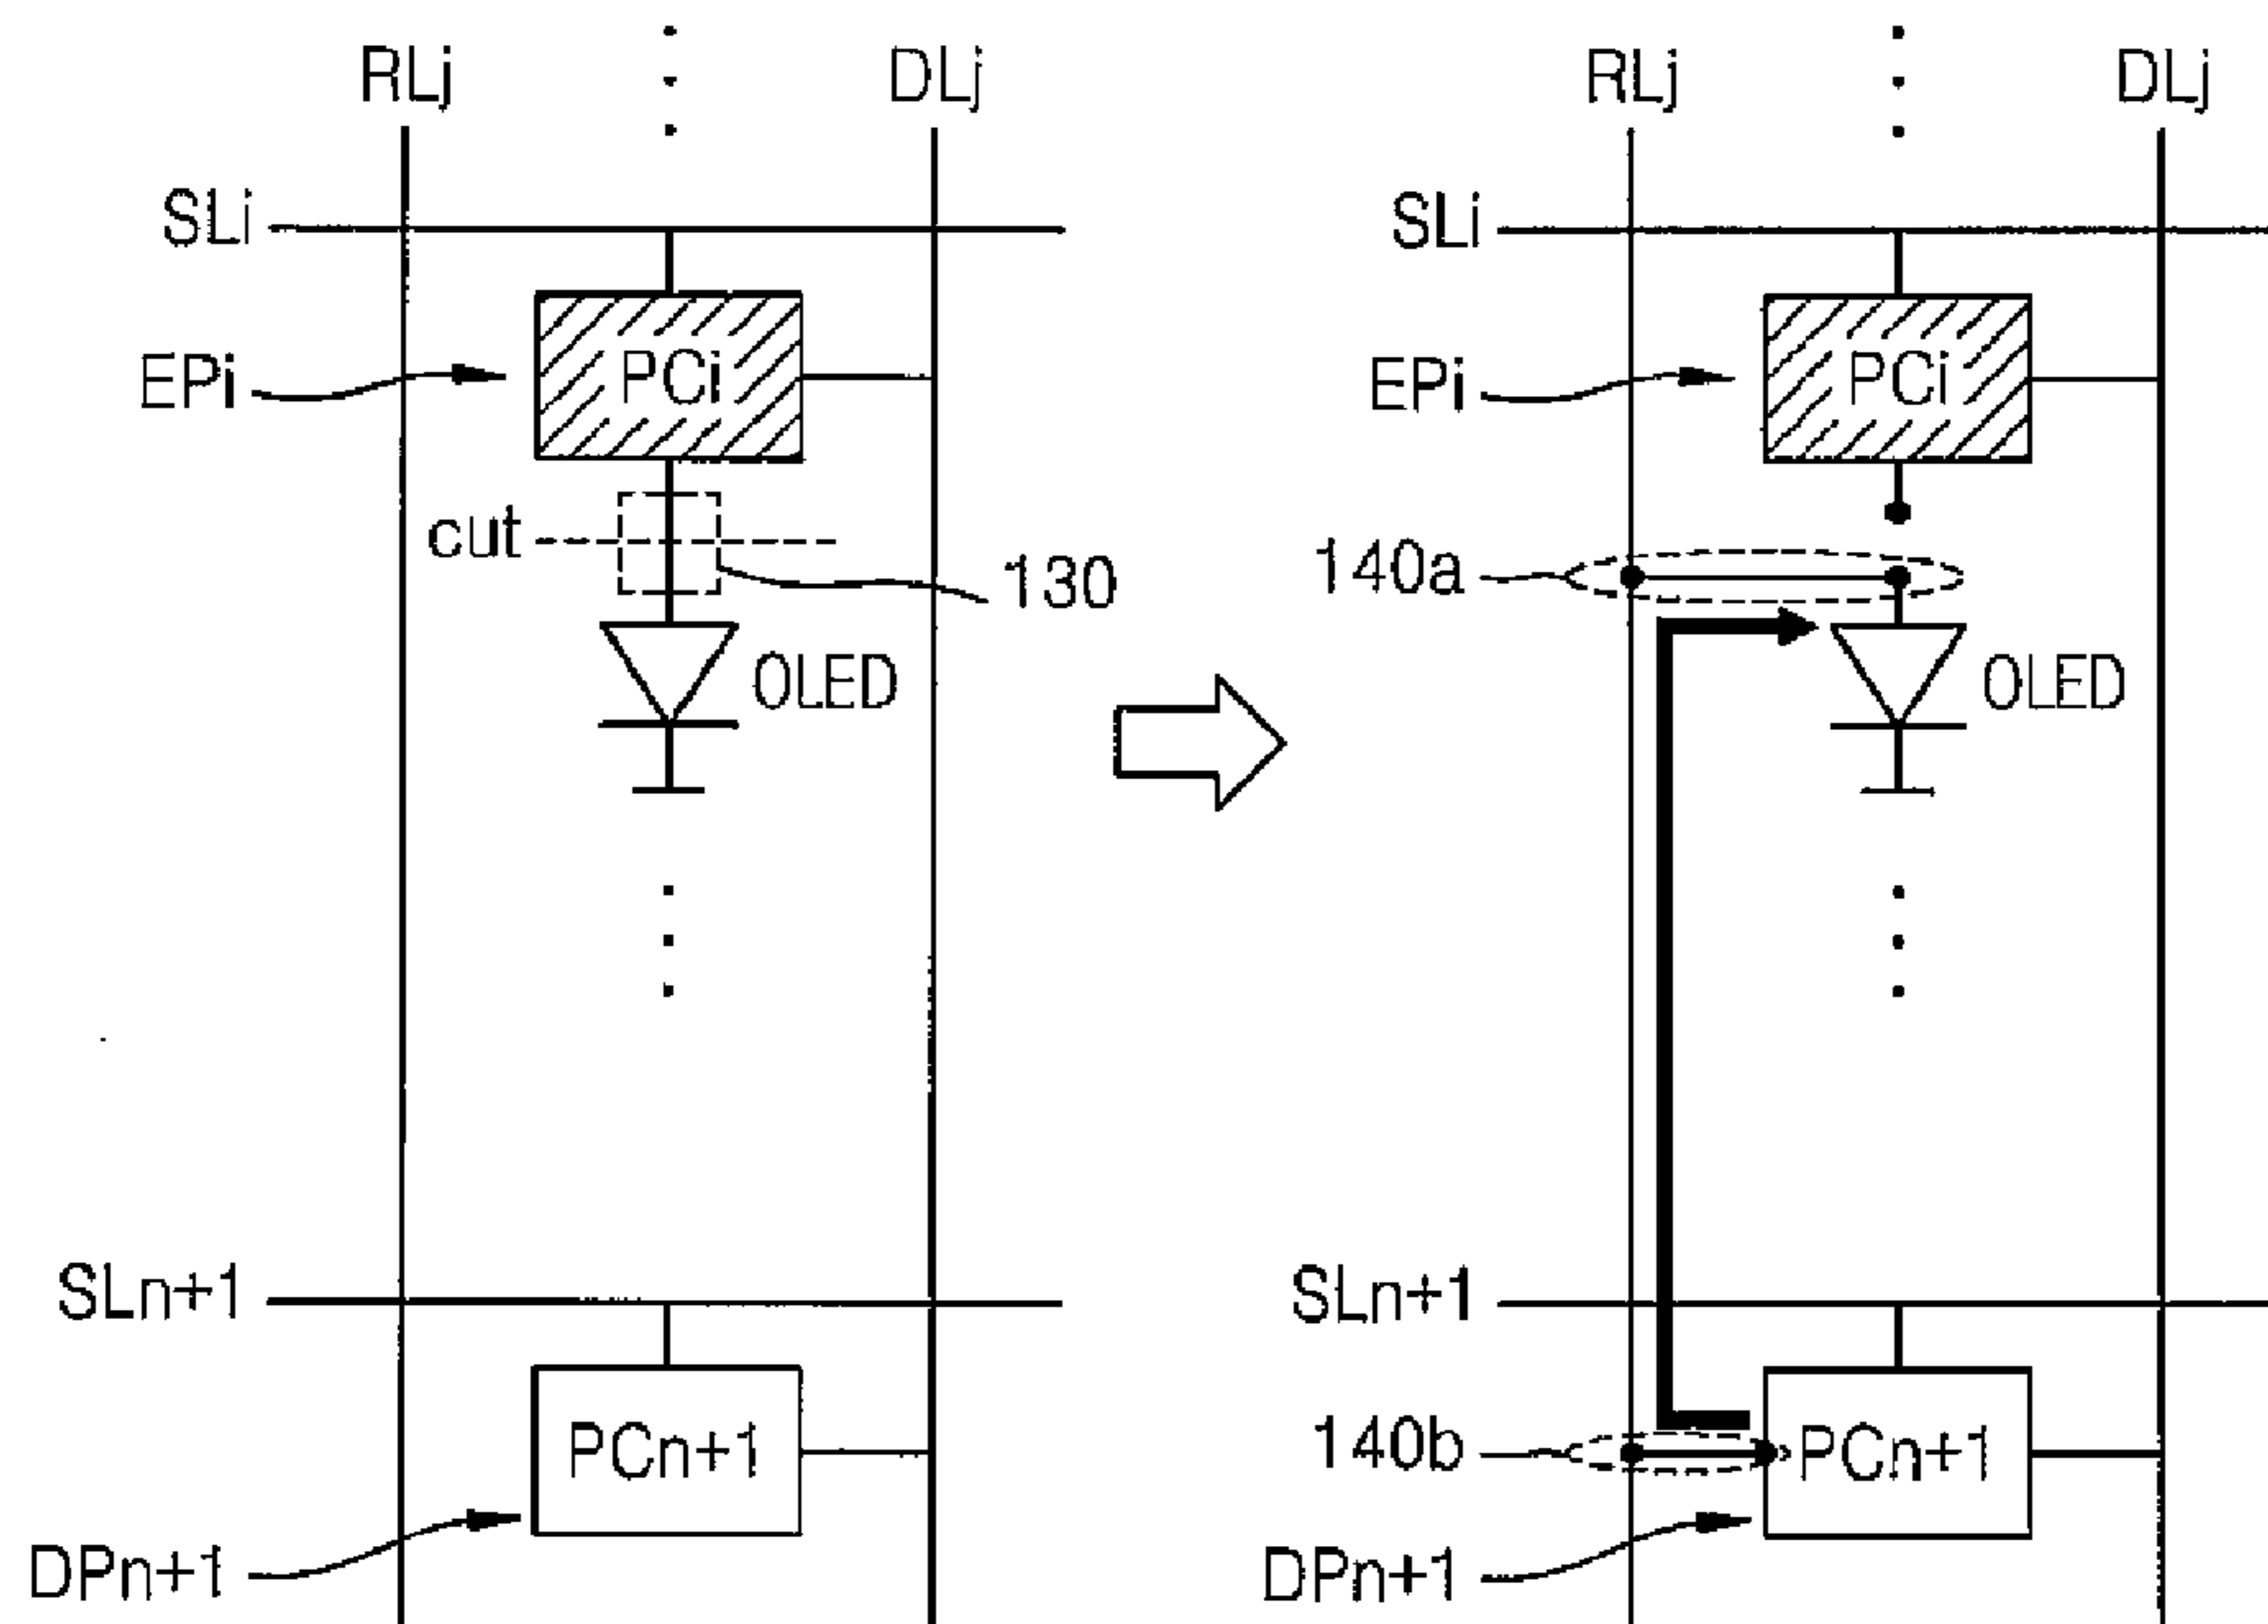 RLj
DLj
SLi
EPi
PCi
cut
130
OLED
SLn+1
PCn+1
DPn+1
RLj
DLj
SLi
EPi
PCi
140a
OLED
SLn+1
140b
PCn+1
DPn+1